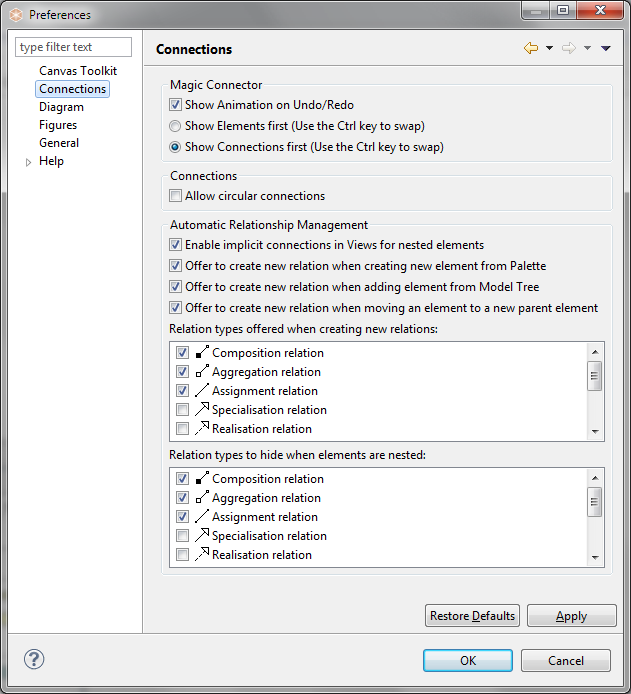 Preferences
type filter text
Canvas Toolkit
Connections
Diagram
Figures
General
Help
Connections
Magic Connector
Show Animation on Undo/Redo
Show Elements first (Use the Ctrl key to swap)
Show Connections first (Use the Ctrl key to swap)
Connections
Allow circular connections
Automatic Relationship Management
Enable implicit connections in Views for nested elements
Offer to create new relation when creating new element from Palette
Offer to create new relation when adding element from Model Tree
Offer to create new relation when moving an element to a new parent element
Relation types offered when creating new relations:
Composition relation
Aggregation relation
Assignment relation
Specialisation relation
Realisation relation
Relation types to hide when elements are nested:
Composition relation
Aggregation relation
Assignment relation
Specialisation relation
Realisation relation
Restore Defaults
Apply
OK
Cancel